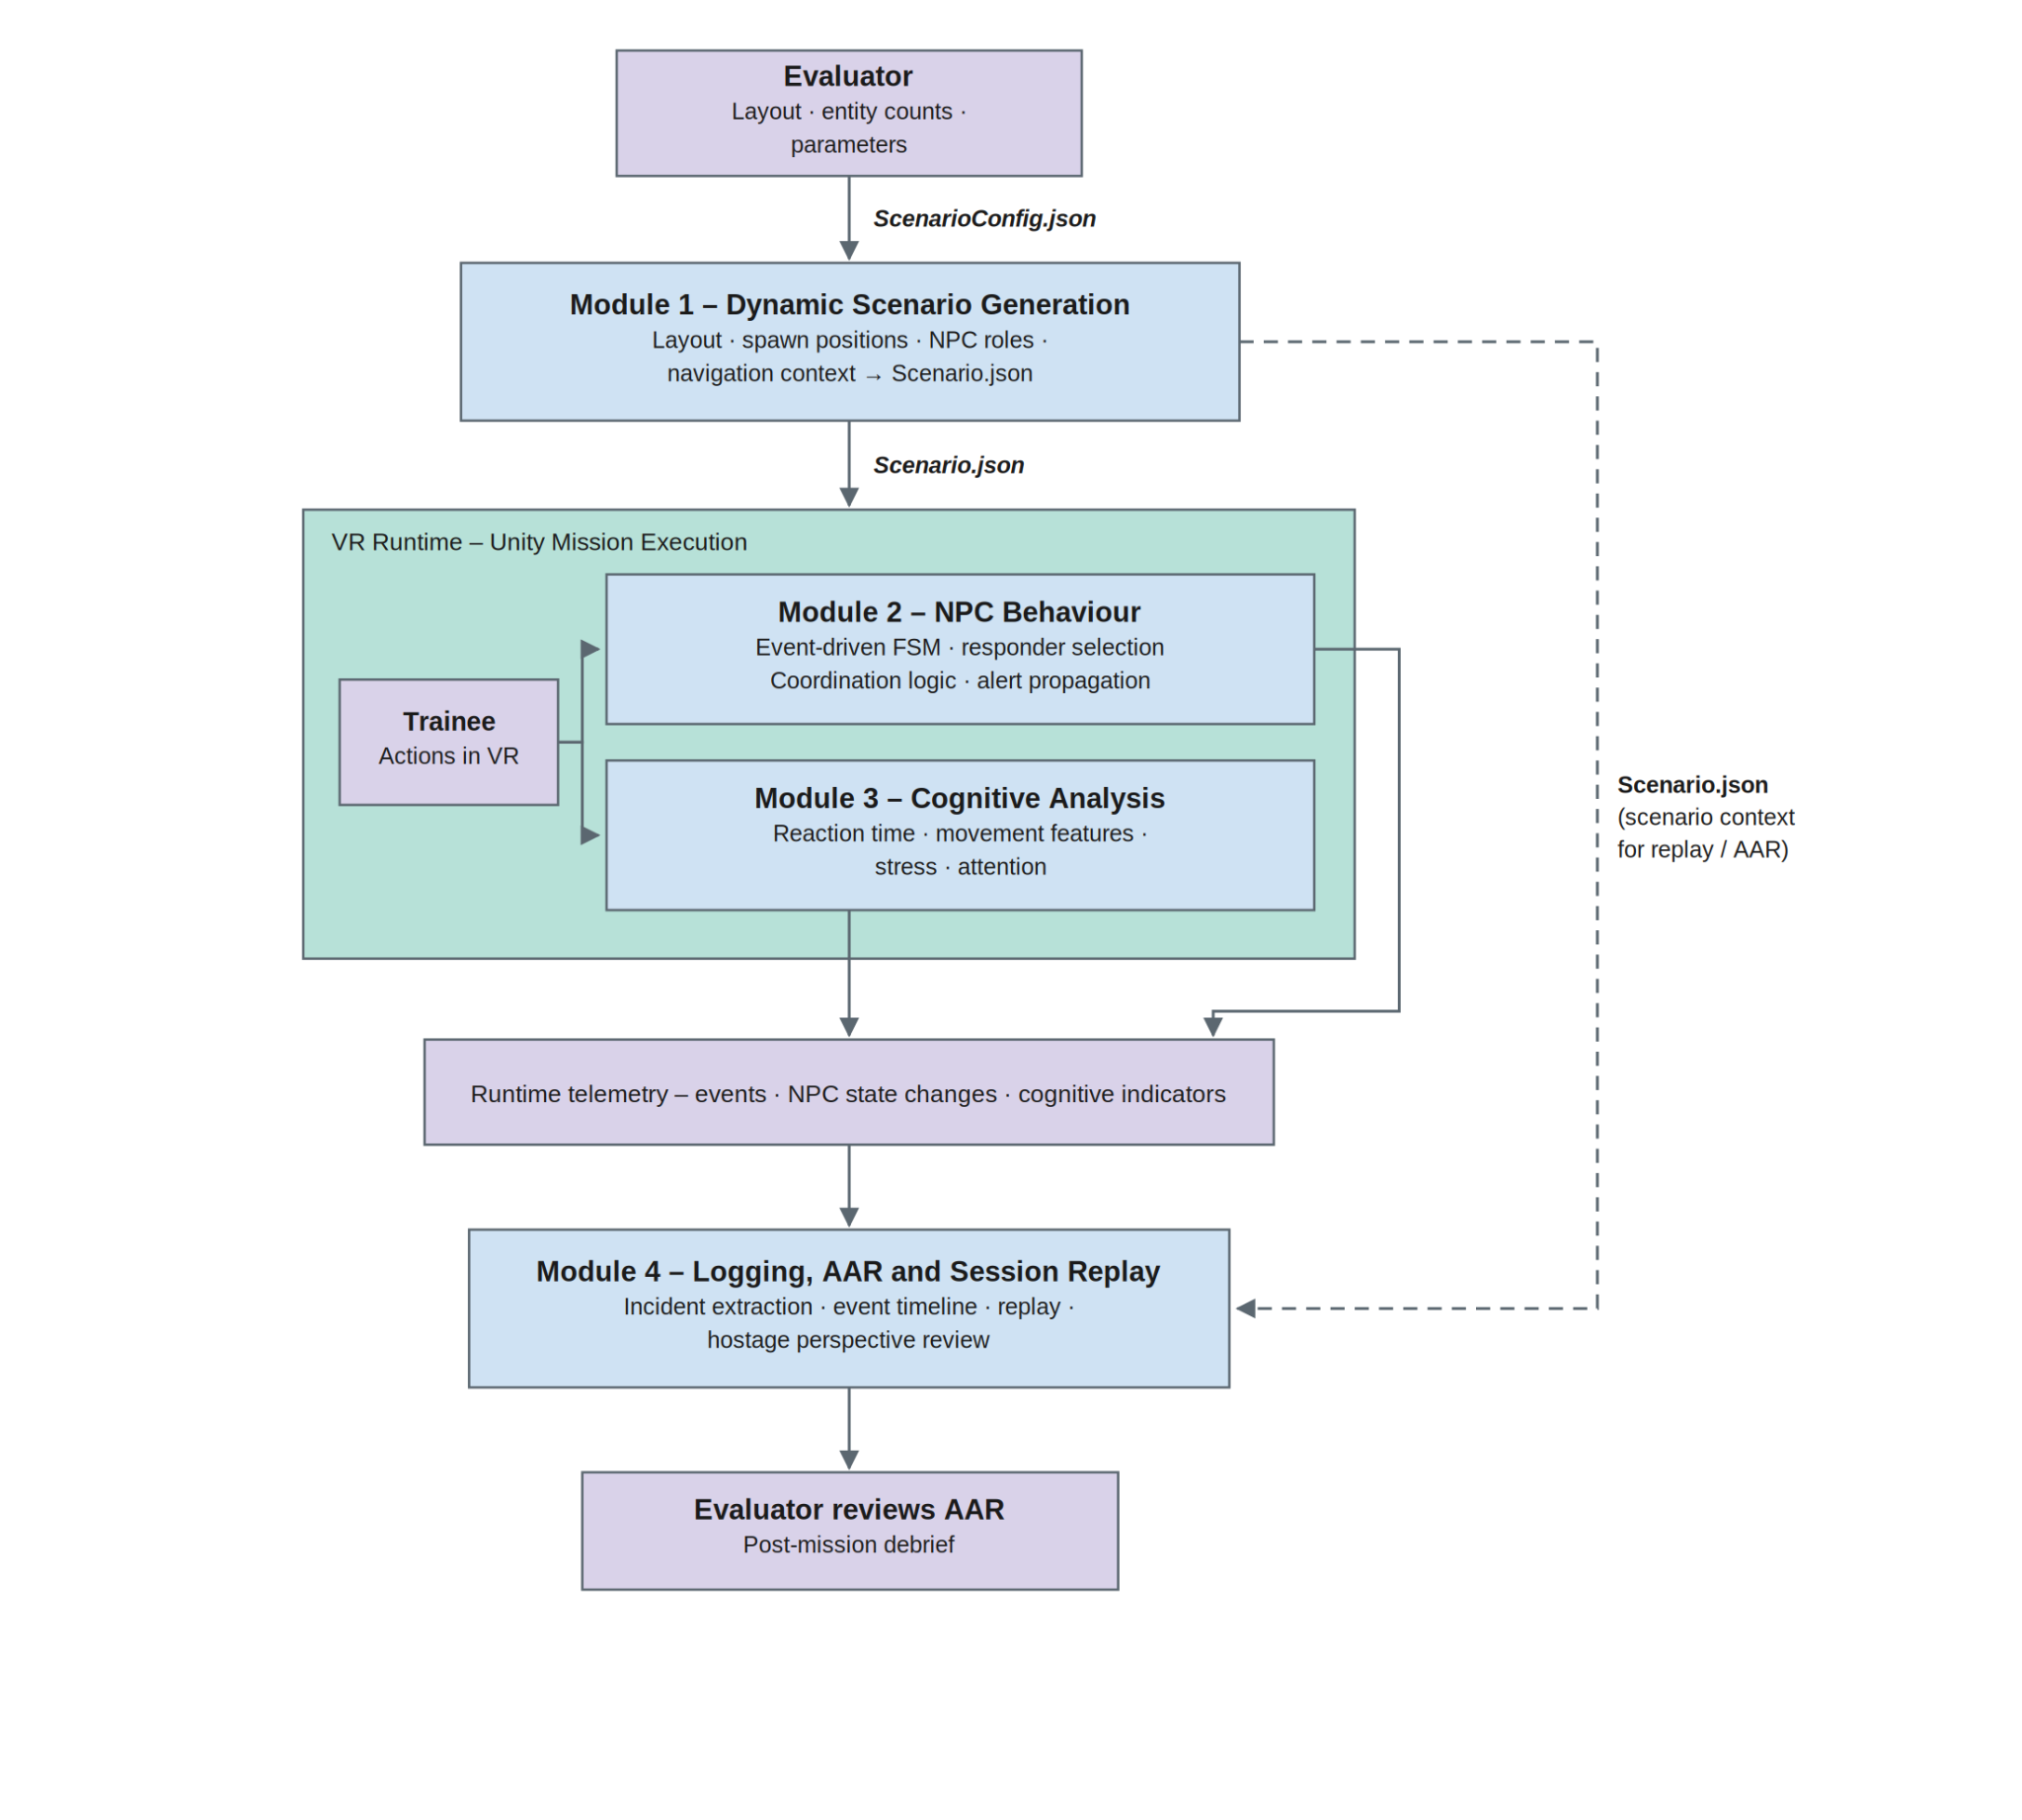 Evaluator
Layout · entity counts ·
parameters
ScenarioConfig.json
Module 1 – Dynamic Scenario Generation
Layout · spawn positions · NPC roles ·
navigation context → Scenario.json
Scenario.json
VR Runtime – Unity Mission Execution
Module 2 – NPC Behaviour
Event-driven FSM · responder selection
Coordination logic · alert propagation
Trainee
Actions in VR
Module 3 – Cognitive Analysis
Reaction time · movement features ·
stress · attention
Scenario.json
(scenario context
for replay / AAR)
Runtime telemetry – events · NPC state changes · cognitive indicators
Module 4 – Logging, AAR and Session Replay
Incident extraction · event timeline · replay ·
hostage perspective review
Evaluator reviews AAR
Post-mission debrief